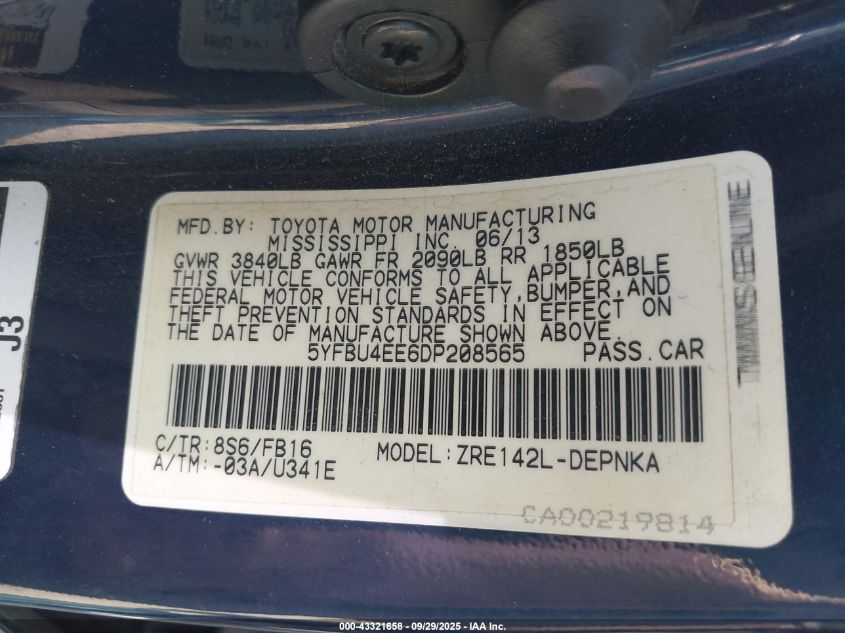 MFD.BY: TOYOTA MOTOR MANUFACTURING
MISSISSIPPI INC. 06/13
GVWR 3840LB GAWR FR 2090LB RR 1850LB
THIS VEHICLE CONFORMS TO ALL APPLICABLE
FEDERAL MOTOR VEHICLE SAFETY,BUMPER,AND
THEFT PREVENTION STANDARDS IN EFFECT ON
THE DATE OF MANUFACTURE SHOWN ABOVE.
5YFBU4EE6DP208565 PASS.CAR
C/TR:8S6/FB16
A/TM:-03A/U341E
MODEL:ZRE142L-DEPNKA
CA00219814
J3
000-43321658 - 09/29/2025 - IAA Inc.